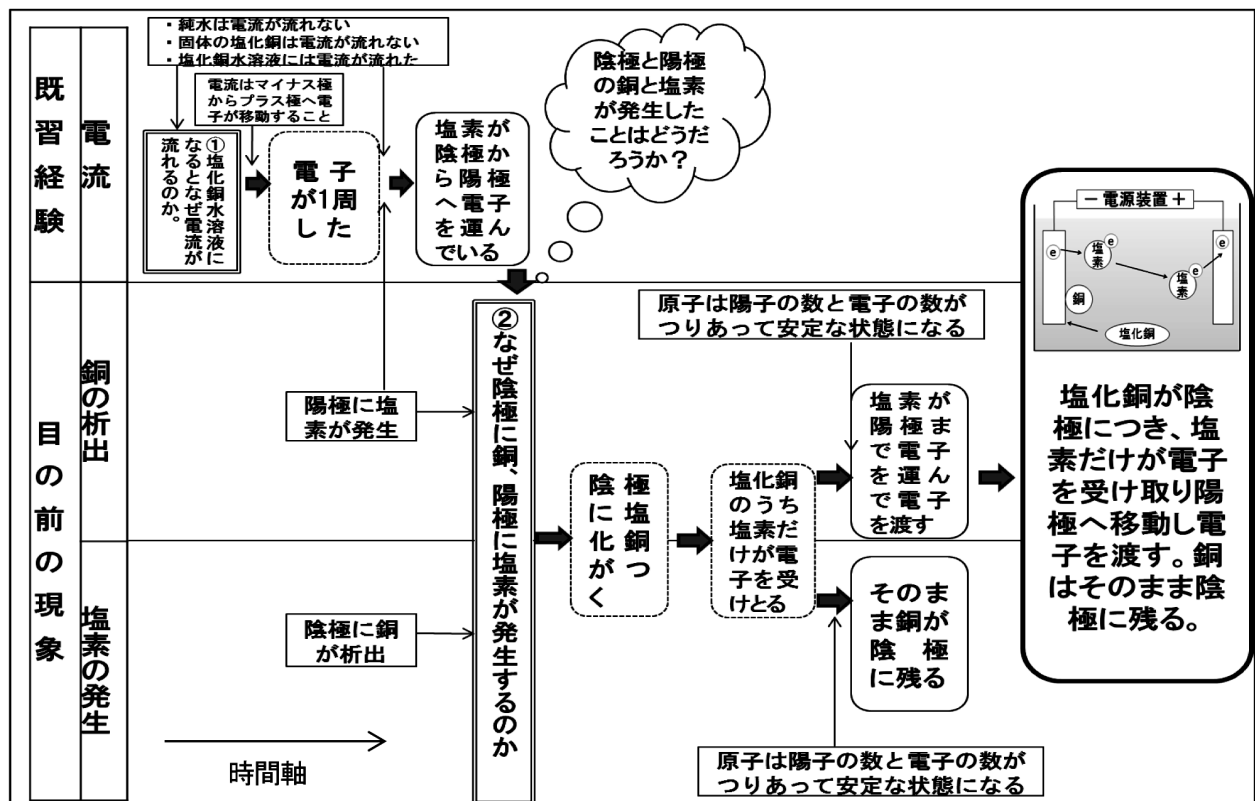 既習経験
電流
目の前の現象
銅の析出
塩素の発生
・純水は電流が流れない
・固体の塩化銅は電流が流れない
・塩化銅水溶液には電流が流れた
電流はマイナス極
からプラス極へ電
子が移動すること
①塩化銅水溶液に
なるとなぜ電流が
流れるのか。
電子
が1周
した
塩素が
陰極か
ら陽極
へ電子
を運ん
でいる
陰極と陽極
の銅と塩素
が発生した
ことはどうだ
ろうか？
陽極に塩
素が発生
陰極に銅
が析出
②なぜ陰極に銅、陽極に塩素が発生するのか
陰極
に塩
化銅
がつ
く
塩化銅
のうち
塩素だ
けが電
子を受
けとる
原子は陽子の数と電子の数が
つりあって安定な状態になる
塩素が
陽極ま
で電子
を運ん
で電子
を渡す
そのま
ま銅が
陰極
に残る
原子は陽子の数と電子の数が
つりあって安定な状態になる
－電源装置＋
e
塩素
e
塩素
e
e
銅
塩化銅
塩化銅が陰
極につき、塩
素だけが電子
を受け取り陽
極へ移動し電
子を渡す。銅
はそのまま陰
極に残る。
時間軸